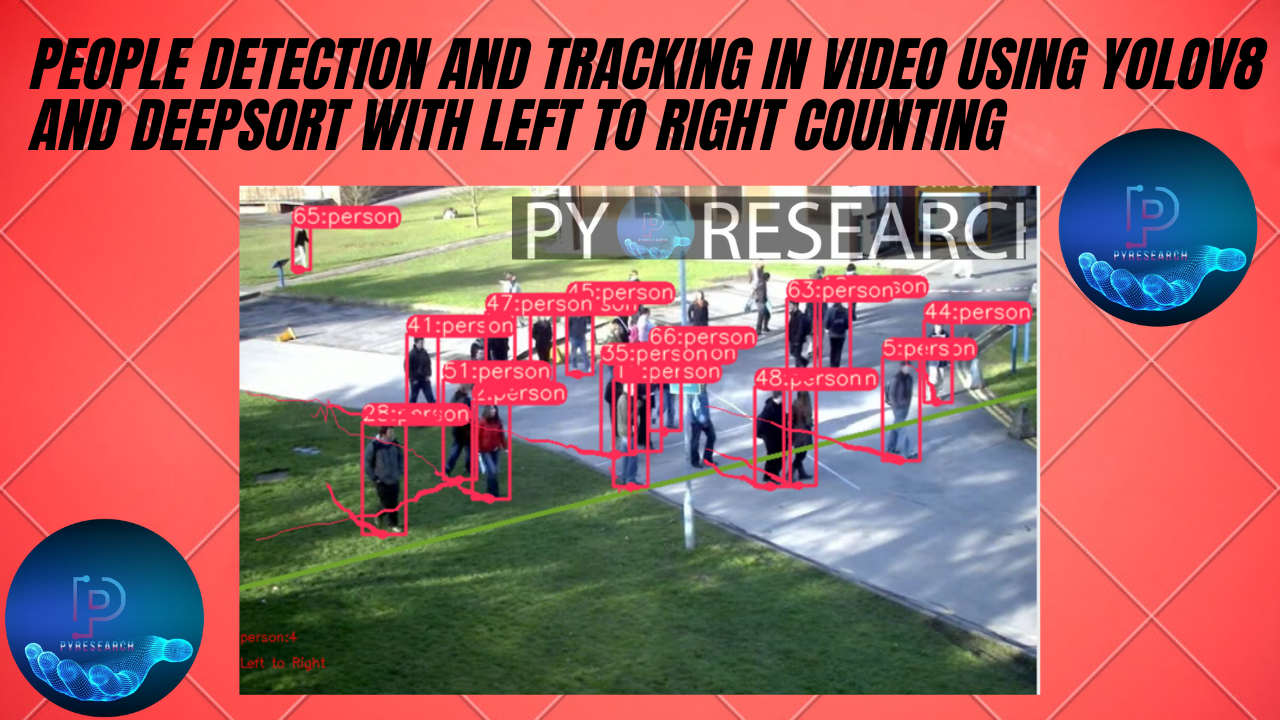 PEOPLE DETECTION AND TRACKING IN VIDEO USING YOLOV8
AND DEEPSORT WITH LEFT TO RIGHT COUNTING
PY RESEARC
PYRESEARCH
65:person
45:person
47:person
63:person
44:person
41:person
66:person
35:person
5:person
51:person
:person
48:person
2:person
28:person
person:4
Left to Right
PYRESEARCH